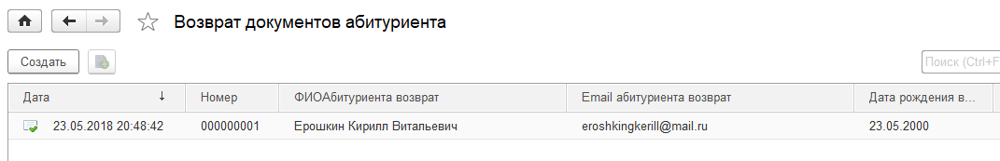 Возврат документов абитуриента
Создать
Поиск (Ctrl+F
Дата ↓ Номер ФИОАбитуриента возврат Email абитуриента возврат Дата рождения в...
23.05.2018 20:48:42 000000001 Ерошкин Кирилл Витальевич eroshkingkerill@mail.ru 23.05.2000